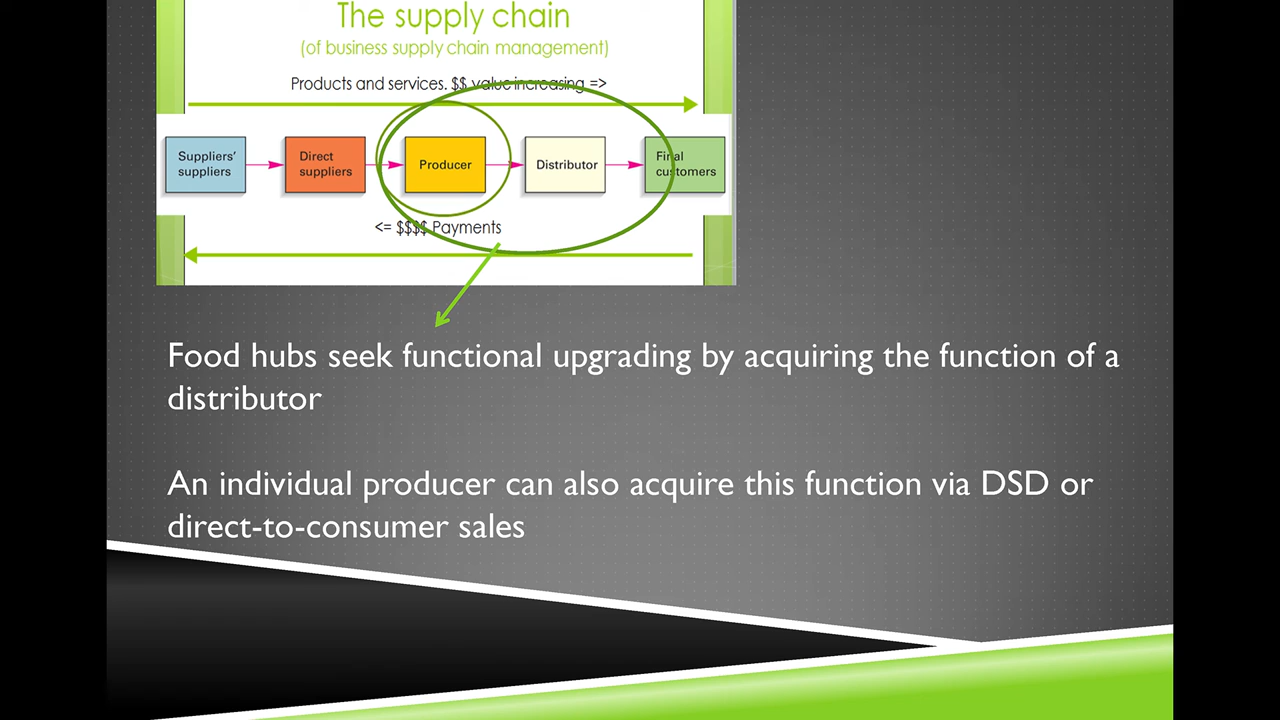 The supply chain
(of business supply chain management)
Products and services. $$ value increasing =>
Suppliers' suppliers
Direct suppliers
Producer
Distributor
Final customers
<= $$$$ Payments
Food hubs seek functional upgrading by acquiring the function of a
distributor
An individual producer can also acquire this function via DSD or
direct-to-consumer sales